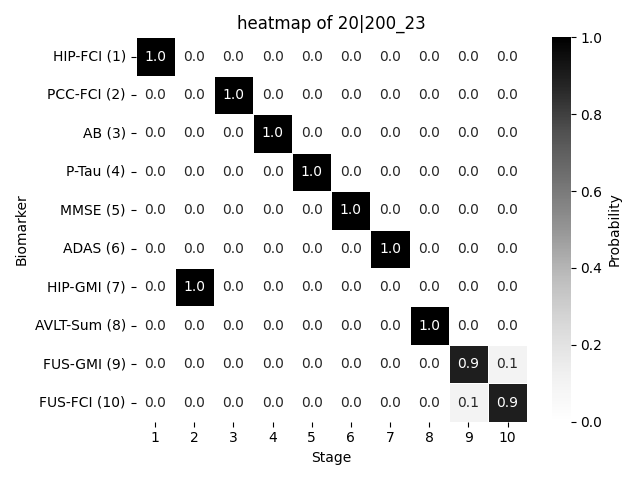 heatmap of 20|200_23
HIP-FCI (1) 1.0 0.0 0.0 0.0 0.0 0.0 0.0 0.0 0.0 0.0
PCC-FCI (2) 0.0 0.0 1.0 0.0 0.0 0.0 0.0 0.0 0.0 0.0
AB (3) 0.0 0.0 0.0 1.0 0.0 0.0 0.0 0.0 0.0 0.0
P-Tau (4) 0.0 0.0 0.0 0.0 1.0 0.0 0.0 0.0 0.0 0.0
MMSE (5) 0.0 0.0 0.0 0.0 0.0 1.0 0.0 0.0 0.0 0.0
ADAS (6) 0.0 0.0 0.0 0.0 0.0 0.0 1.0 0.0 0.0 0.0
HIP-GMI (7) 0.0 1.0 0.0 0.0 0.0 0.0 0.0 0.0 0.0 0.0
AVLT-Sum (8) 0.0 0.0 0.0 0.0 0.0 0.0 0.0 1.0 0.0 0.0
FUS-GMI (9) 0.0 0.0 0.0 0.0 0.0 0.0 0.0 0.0 0.9 0.1
FUS-FCI (10) 0.0 0.0 0.0 0.0 0.0 0.0 0.0 0.0 0.1 0.9
1 2 3 4 5 6 7 8 9 10
Stage
Biomarker
1.0
0.8
0.6
0.4
0.2
0.0
Probability